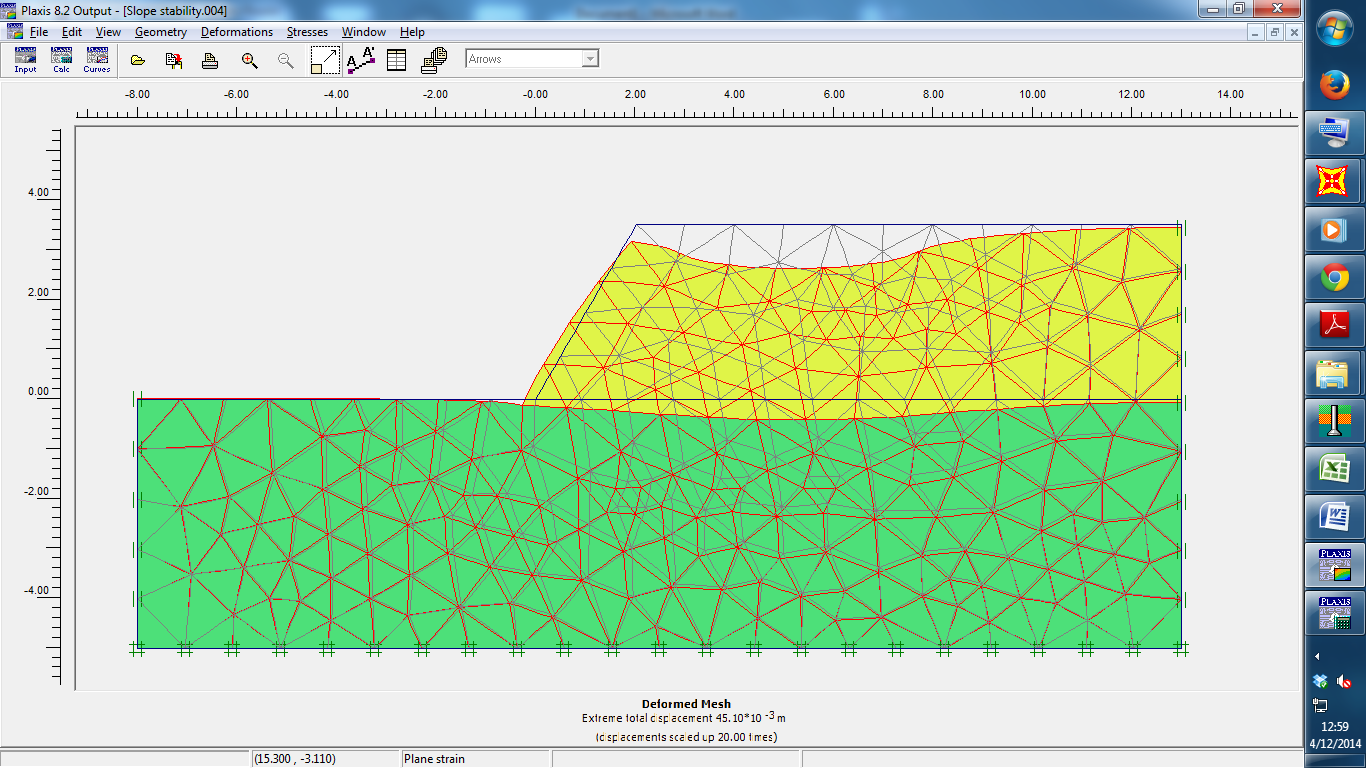 Plaxis 8.2 Output - [Slope stability.004]
File Edit View Geometry Deformations Stresses Window Help
Input Calc Curves Arrows
-8.00 -6.00 -4.00 -2.00 -0.00 2.00 4.00 6.00 8.00 10.00 12.00 14.00
4.00
2.00
0.00
-2.00
-4.00
Deformed Mesh
Extreme total displacement 45.10*10 -3 m
(displacements scaled up 20.00 times)
(15.300 , -3.110) Plane strain
PLAXIS
PLAXIS
12:59
4/12/2014